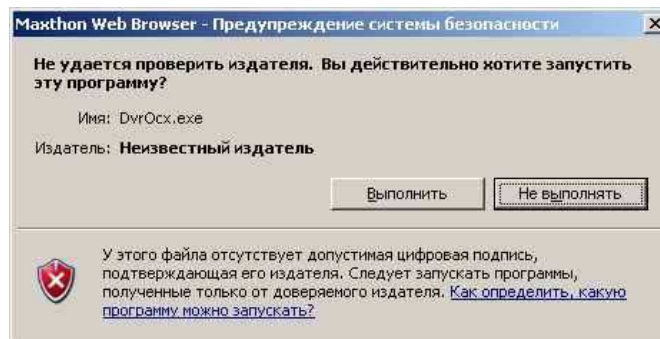 Maxthon Web Browser - Предупреждение системы безопасности
Не удается проверить издателя. Вы действительно хотите запустить
эту программу?
Имя: DvrOcx.exe
Издатель: Неизвестный издатель
Выполнить Не выполнять
У этого файла отсутствует допустимая цифровая подпись,
подтверждающая его издателя. Следует запускать программы,
полученные только от доверяемого издателя. Как определить, какую
программу можно запускать?